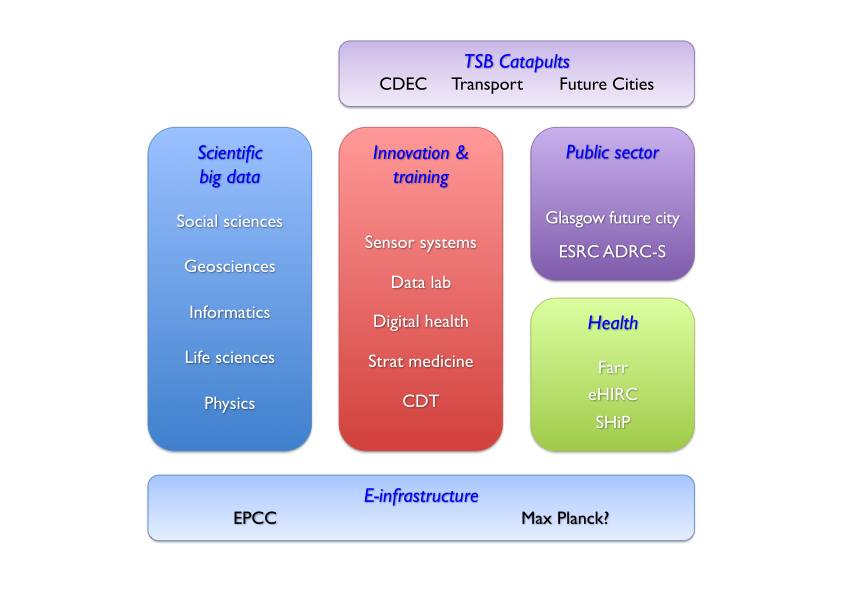 TSB Catapults
CDEC Transport Future Cities
Scientific
big data
Social sciences
Geosciences
Informatics
Life sciences
Physics
Innovation &
training
Sensor systems
Data lab
Digital health
Strat medicine
CDT
Public sector
Glasgow future city
ESRC ADRC-S
Health
Farr
eHIRC
SHiP
E-infrastructure
EPCC Max Planck?